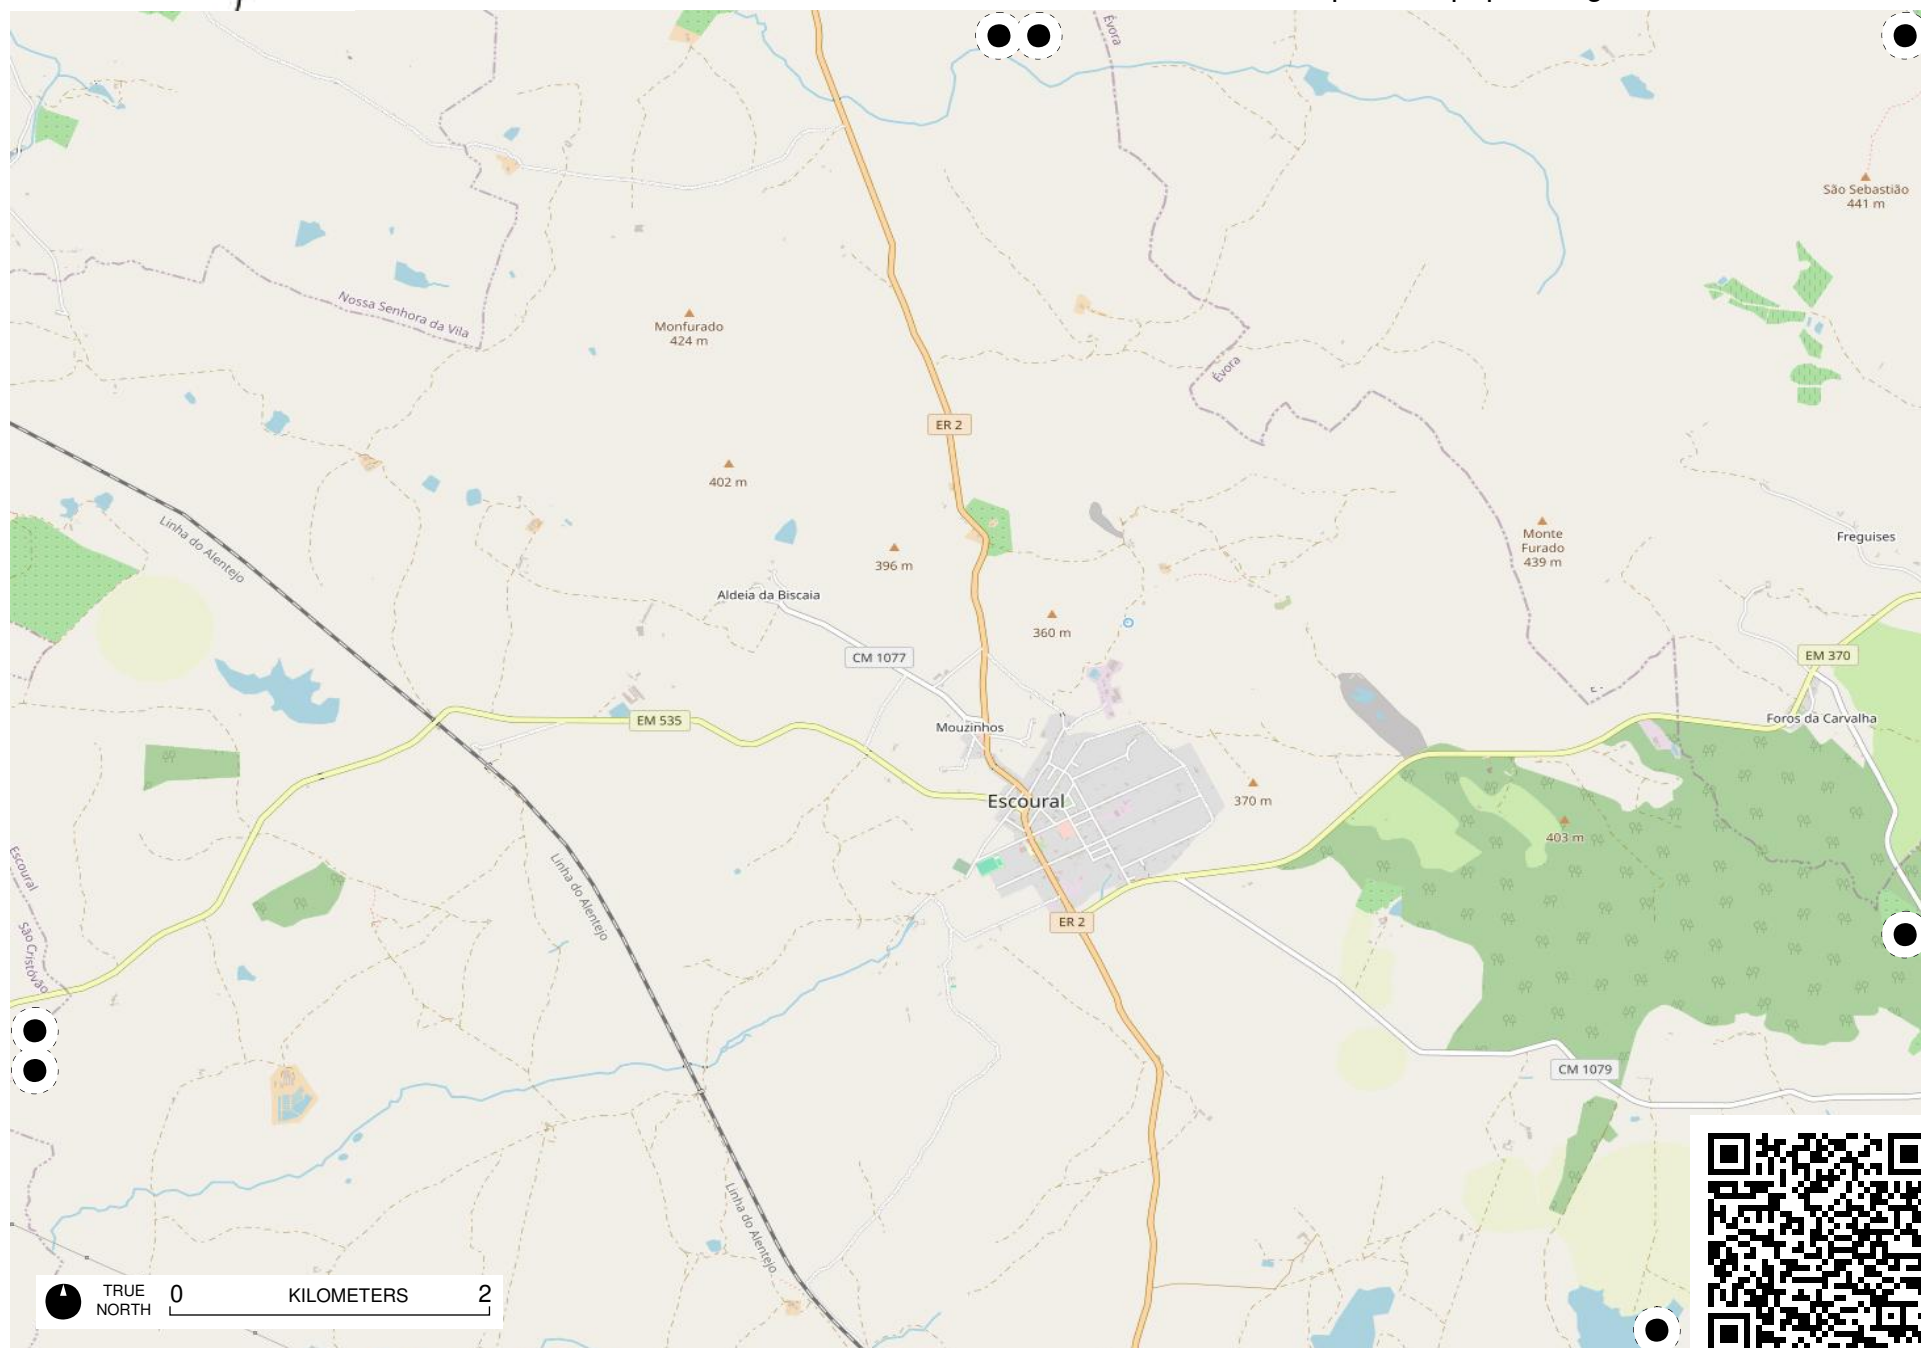 Évora
São Sebastião
441 m
Nossa Senhora da Vila
Monfurado
424 m
Évora
ER 2
402 m
Linha do Alentejo
396 m
Monte
Furado
439 m
Freguises
Aldeia da Biscaia
360 m
CM 1077
EM 370
EM 535
Mouzinhos
Foros da Carvalha
Escoural
370 m
403 m
Escoural
São Cristóvão
Linha do Alentejo
ER 2
CM 1079
Linha do Alentejo
TRUE
NORTH
0 KILOMETERS 2